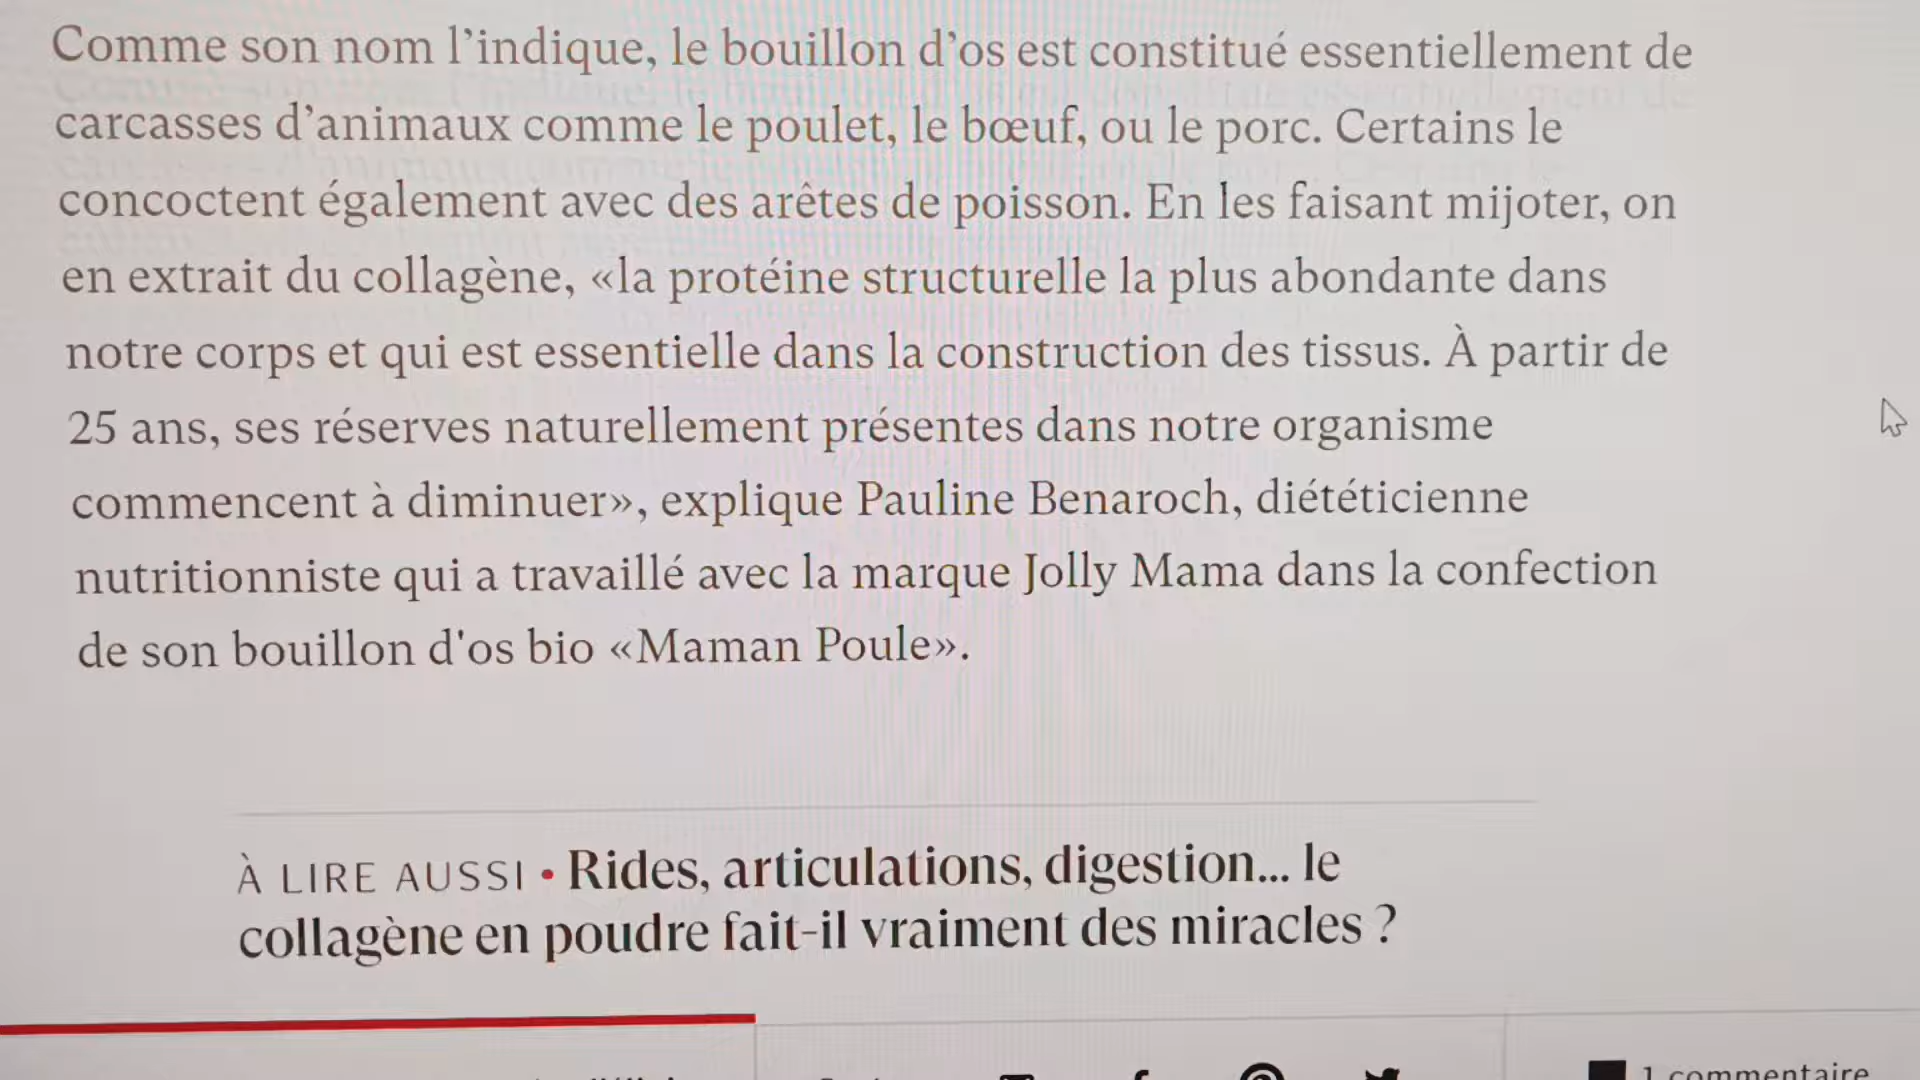 Comme son nom l’indique, le bouillon d’os est constitué essentiellement de
carcasses d’animaux comme le poulet, le bœuf, ou le porc. Certains le
concoctent également avec des arêtes de poisson. En les faisant mijoter, on
en extrait du collagène, «la protéine structurelle la plus abondante dans
notre corps et qui est essentielle dans la construction des tissus. À partir de
25 ans, ses réserves naturellement présentes dans notre organisme
commencent à diminuer», explique Pauline Benaroch, diététicienne
nutritionniste qui a travaillé avec la marque Jolly Mama dans la confection
de son bouillon d'os bio «Maman Poule».
À LIRE AUSSI • Rides, articulations, digestion... le
collagène en poudre fait-il vraiment des miracles ?
1 commentaire